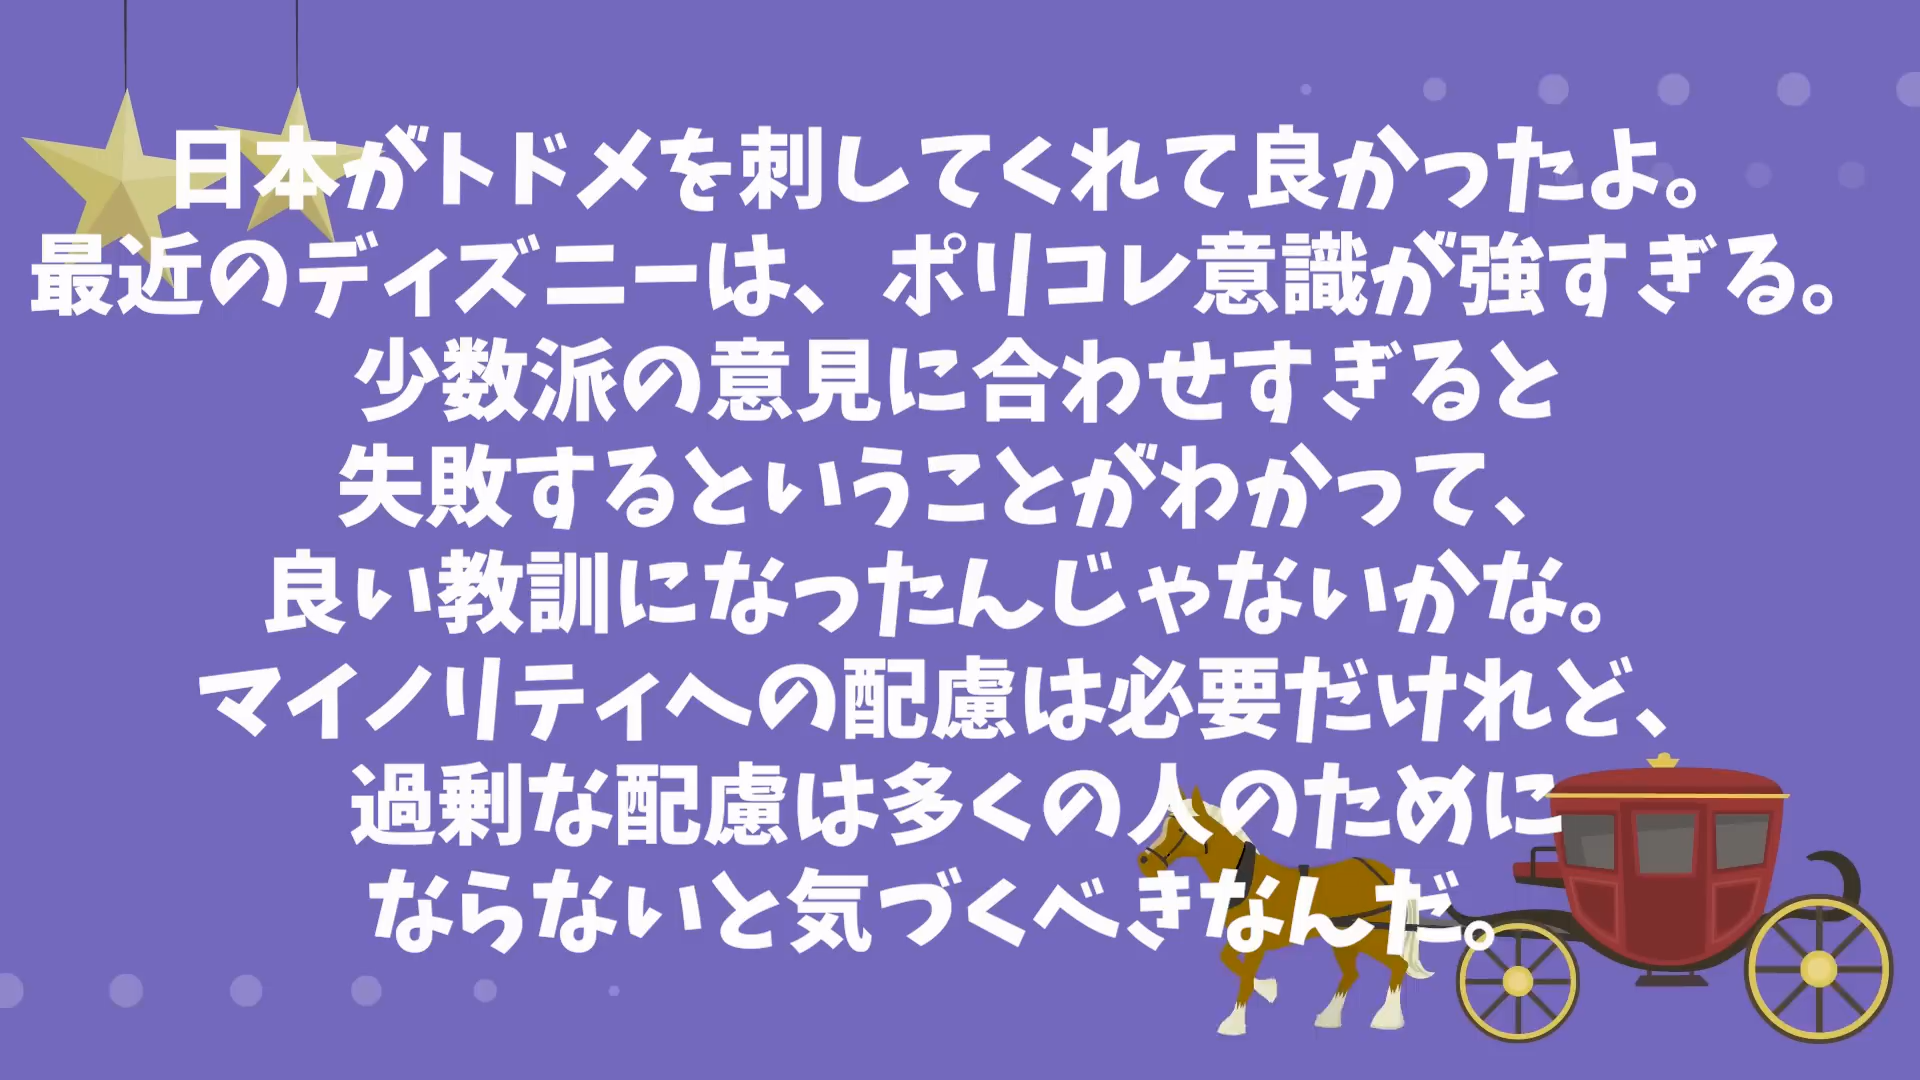 日本がトドメを刺してくれて良かったよ。
最近のディズニーは、ポリコレ意識が強すぎる。
少数派の意見に合わせすぎると
失敗するということがわかって、
良い教訓になったんじゃないかな。
マイノリティへの配慮は必要だけれど、
過剰な配慮は多くの人のために
ならないと気づくべきなんだ。